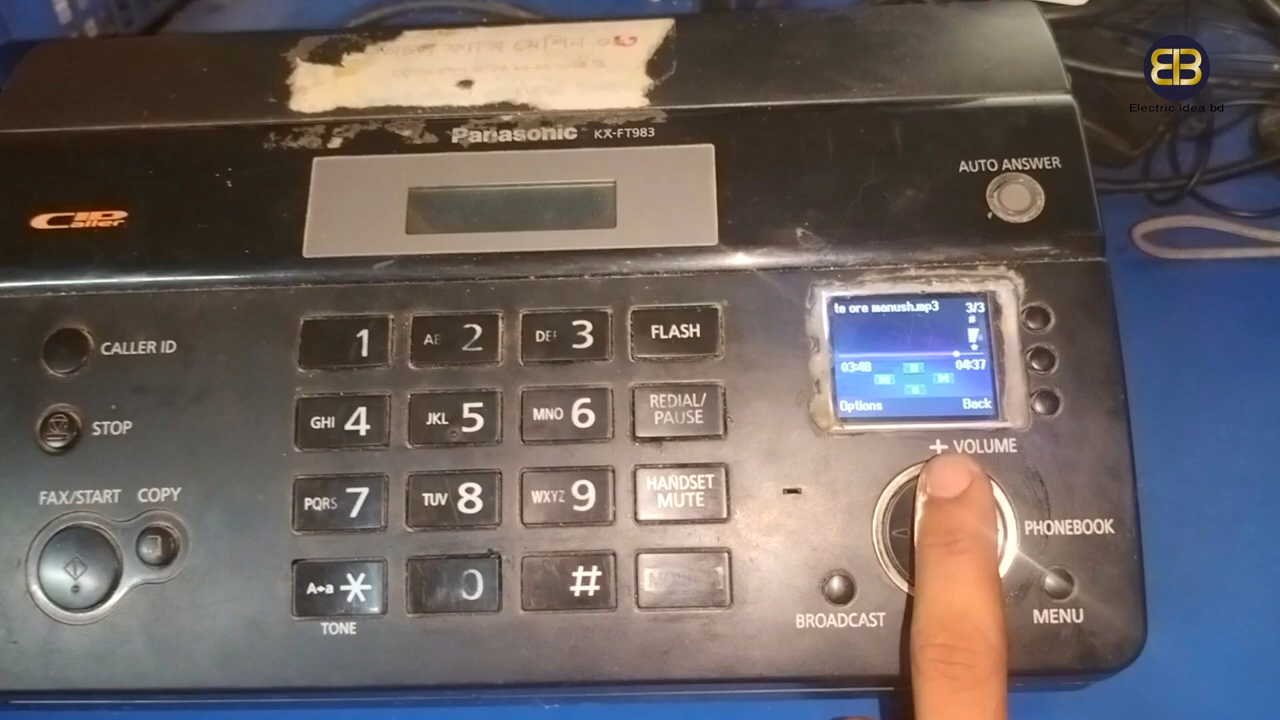 ফ্যাক্স মেশিন
Panasonic KX-FT983
EIB
Electric idea bd
AUTO ANSWER
Caller ID
te ore manush.mp3 3/3
#
*
03:48 04:37
Options Back
CALLER ID
STOP
FAX/START COPY
1
2
3
FLASH
GHI 4
JKL 5
MNO 6
REDIAL/
PAUSE
PQRS 7
TUV 8
WXYZ 9
HANDSET
MUTE
A↔a *
0
#
TONE
+ VOLUME
PHONEBOOK
BROADCAST
MENU